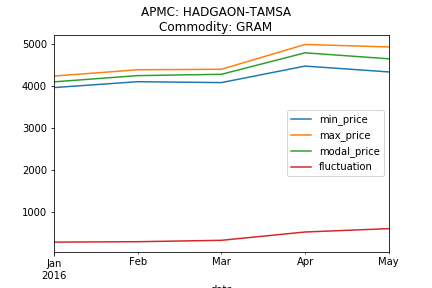 APMC: HADGAON-TAMSA
Commodity: GRAM
5000
4000
3000
2000
1000
min_price
max_price
modal_price
fluctuation
Jan Feb Mar Apr May
2016